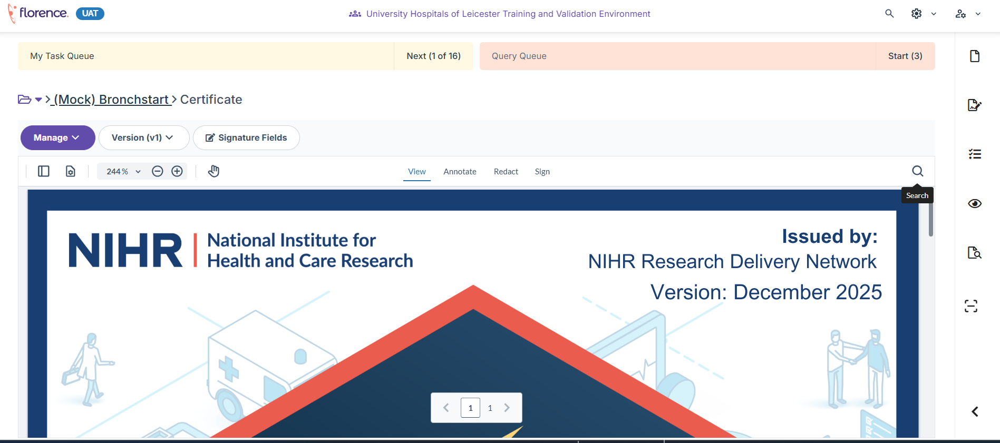 florence.
UAT
University Hospitals of Leicester Training and Validation Environment
My Task Queue
Next (1 of 16)
Query Queue
Start (3)
(Mock) Bronchstart > Certificate
Manage
Version (v1)
Signature Fields
244%
View
Annotate
Redact
Sign
Search
NIHR | National Institute for
Health and Care Research
Issued by:
NIHR Research Delivery Network
Version: December 2025
1
1